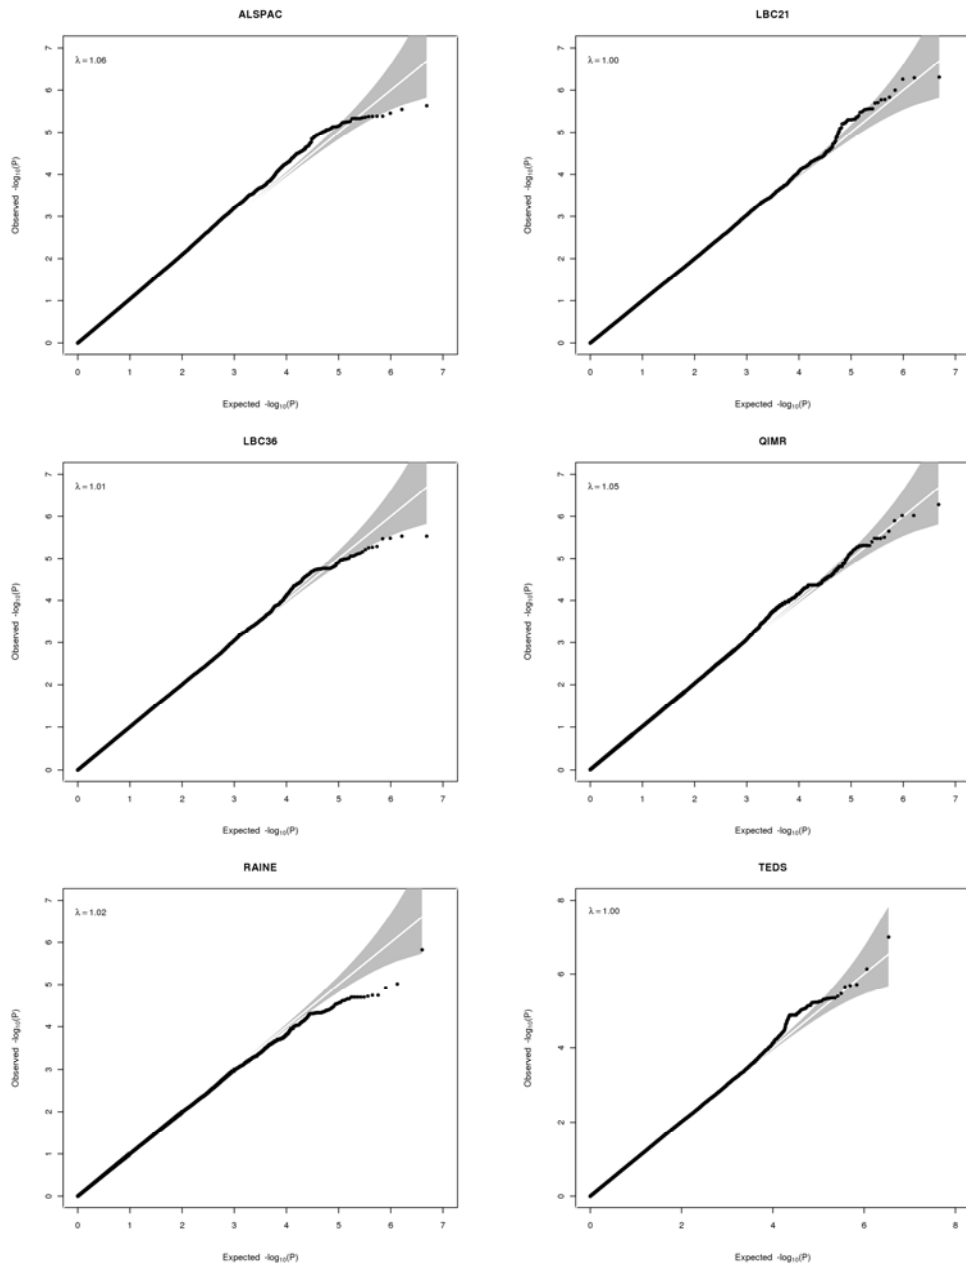 ALSPAC
λ = 1.06
Observed -log10(P)
0 1 2 3 4 5 6 7
0 1 2 3 4 5 6 7
Expected -log10(P)
LBC21
λ = 1.00
Observed -log10(P)
0 1 2 3 4 5 6 7
0 1 2 3 4 5 6 7
Expected -log10(P)
LBC36
λ = 1.01
Observed -log10(P)
0 1 2 3 4 5 6 7
0 1 2 3 4 5 6 7
Expected -log10(P)
QIMR
λ = 1.05
Observed -log10(P)
0 1 2 3 4 5 6 7
0 1 2 3 4 5 6 7
Expected -log10(P)
RAINE
λ = 1.02
Observed -log10(P)
0 1 2 3 4 5 6 7
0 1 2 3 4 5 6 7
Expected -log10(P)
TEDS
λ = 1.00
Observed -log10(P)
0 2 4 6 8
0 2 4 6 8
Expected -log10(P)